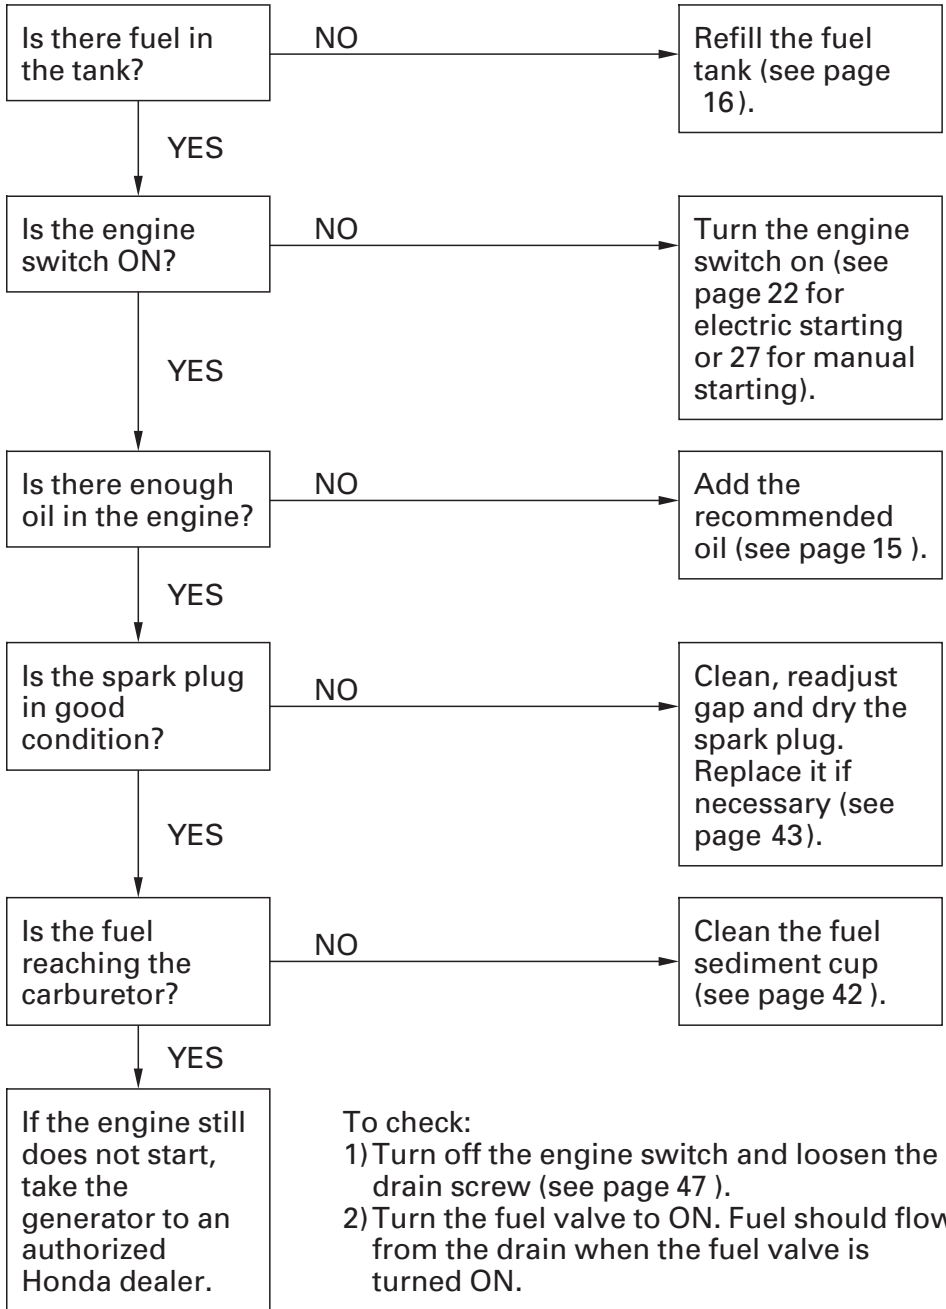 Is there fuel in
the tank?
NO
Refill the fuel
tank (see page
16).
YES
Is the engine
switch ON?
NO
Turn the engine
switch on (see
page 22 for
electric starting
or 27 for manual
starting).
YES
Is there enough
oil in the engine?
NO
Add the
recommended
oil (see page 15 ).
YES
Is the spark plug
in good
condition?
NO
Clean, readjust
gap and dry the
spark plug.
Replace it if
necessary (see
page 43).
YES
Is the fuel
reaching the
carburetor?
NO
Clean the fuel
sediment cup
(see page 42 ).
YES
If the engine still
does not start,
take the
generator to an
authorized
Honda dealer.
To check:
1) Turn off the engine switch and loosen the
drain screw (see page 47 ).
2) Turn the fuel valve to ON. Fuel should flow
from the drain when the fuel valve is
turned ON.